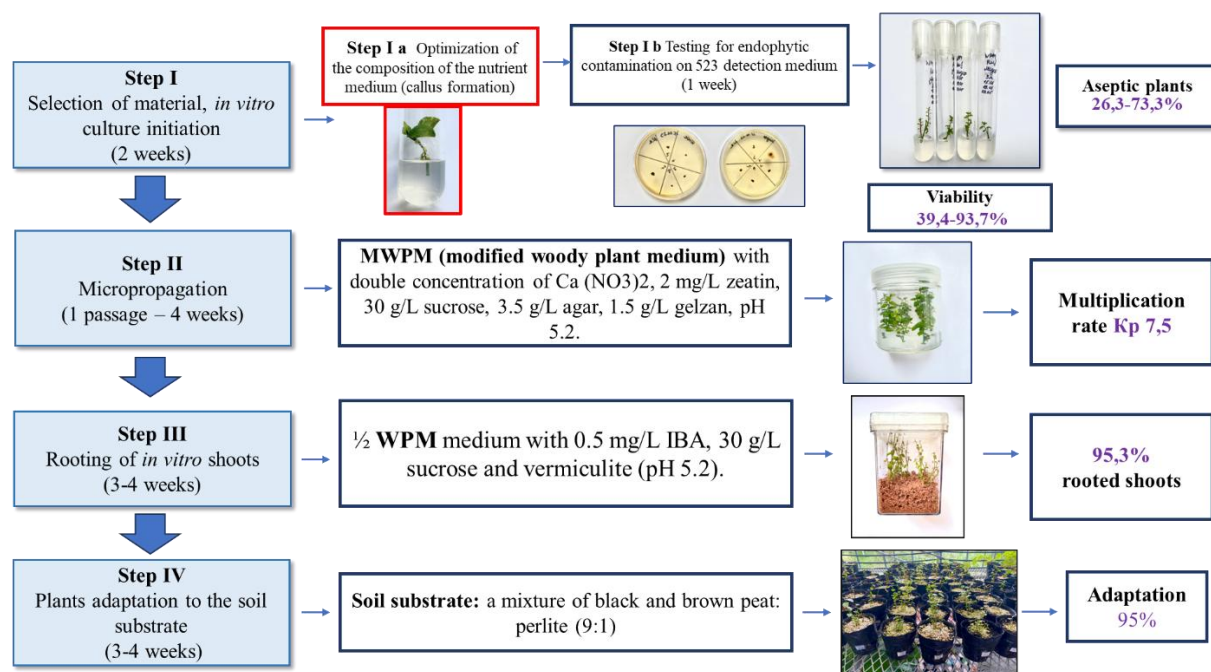 Step I
Selection of material, in vitro
culture initiation
(2 weeks)
Step I a Optimization of
the composition of the nutrient
medium (callus formation)
Step I b Testing for endophytic
contamination on 523 detection medium
(1 week)
Aseptic plants
26,3-73,3%
Viability
39,4-93,7%
Step II
Micropropagation
(1 passage – 4 weeks)
MWPM (modified woody plant medium) with
double concentration of Ca (NO3)2, 2 mg/L zeatin,
30 g/L sucrose, 3.5 g/L agar, 1.5 g/L gelzan, pH
5.2.
Multiplication
rate Кр 7,5
Step III
Rooting of in vitro shoots
(3-4 weeks)
½ WPM medium with 0.5 mg/L IBA, 30 g/L
sucrose and vermiculite (pH 5.2).
95,3%
rooted shoots
Step IV
Plants adaptation to the soil
substrate
(3-4 weeks)
Soil substrate: a mixture of black and brown peat:
perlite (9:1)
Adaptation
95%